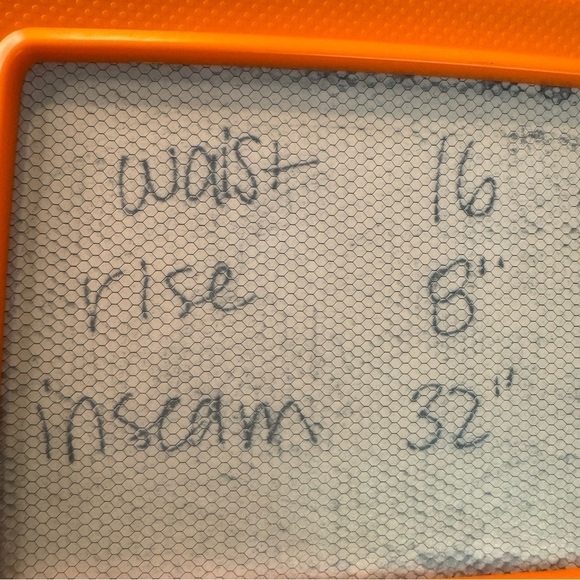 waist 16
rise 8"
inseam 32"